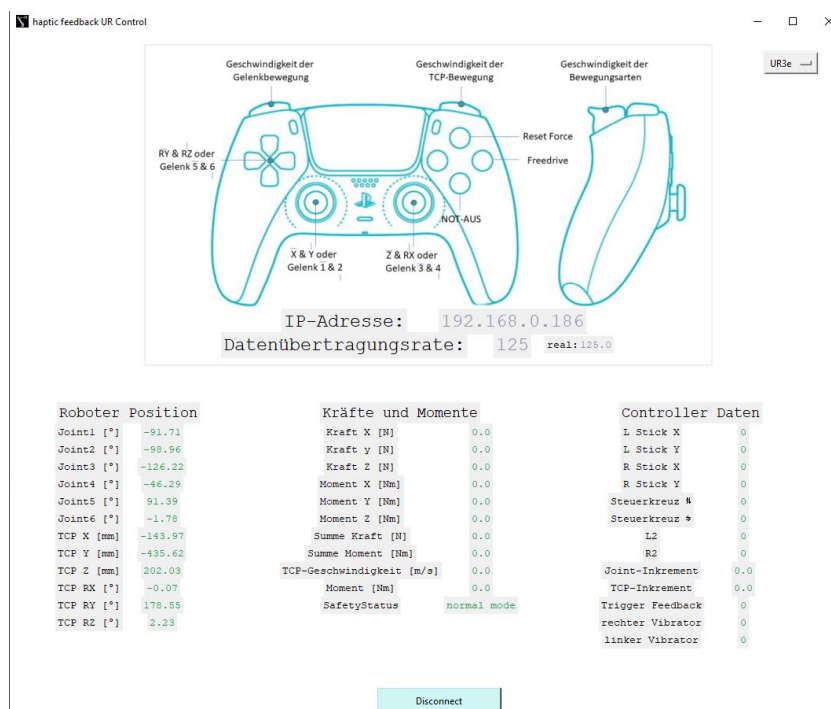 haptic feedback UR Control
UR3e
Geschwindigkeit der
Gelenkbewegung
Geschwindigkeit der
TCP-Bewegung
Geschwindigkeit der
Bewegungsarten
RY & RZ oder
Gelenk 5 & 6
Reset Force
Freedrive
NOT-AUS
X & Y oder
Gelenk 1 & 2
Z & RX oder
Gelenk 3 & 4
IP-Adresse: 192.168.0.186
Datenübertragungsrate: 125 real: 125.0
Roboter Position
Joint1 [°] -91.71
Joint2 [°] -98.96
Joint3 [°] -126.22
Joint4 [°] -46.29
Joint5 [°] 91.39
Joint6 [°] -1.78
TCP X [mm] -143.97
TCP Y [mm] -435.62
TCP Z [mm] 202.03
TCP RX [°] -0.07
TCP RY [°] 178.55
TCP RZ [°] 2.23
Kräfte und Momente
Kraft X [N] 0.0
Kraft y [N] 0.0
Kraft Z [N] 0.0
Moment X [Nm] 0.0
Moment Y [Nm] 0.0
Moment Z [Nm] 0.0
Summe Kraft [N] 0.0
Summe Moment [Nm] 0.0
TCP-Geschwindigkeit [m/s] 0.0
Moment [Nm] 0.0
SafetyStatus normal mode
Controller Daten
L Stick X 0
L Stick Y 0
R Stick X 0
R Stick Y 0
Steuerkreuz ⇅ 0
Steuerkreuz ⇆ 0
L2 0
R2 0
Joint-Inkrement 0.0
TCP-Inkrement 0.0
Trigger Feedback 0
rechter Vibrator 0
linker Vibrator 0
Disconnect